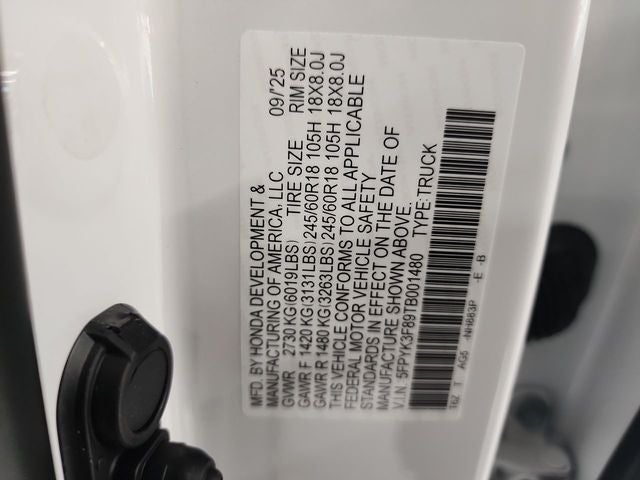 MFD. BY HONDA DEVELOPMENT &
MANUFACTURING OF AMERICA, LLC 09/'25
GVWR 2730 KG(6019LBS) TIRE SIZE RIM SIZE
GAWR F 1420 KG(3131LBS) 245/60R18 105H 18X8.0J
GAWR R 1480 KG(3263LBS) 245/60R18 105H 18X8.0J
THIS VEHICLE CONFORMS TO ALL APPLICABLE
FEDERAL MOTOR VEHICLE SAFETY
STANDARDS IN EFFECT ON THE DATE OF
MANUFACTURE SHOWN ABOVE.
V.I.N. 5FPYK3F89TB001480 TYPE:TRUCK
T6Z T AG5 -NH883P -E -B